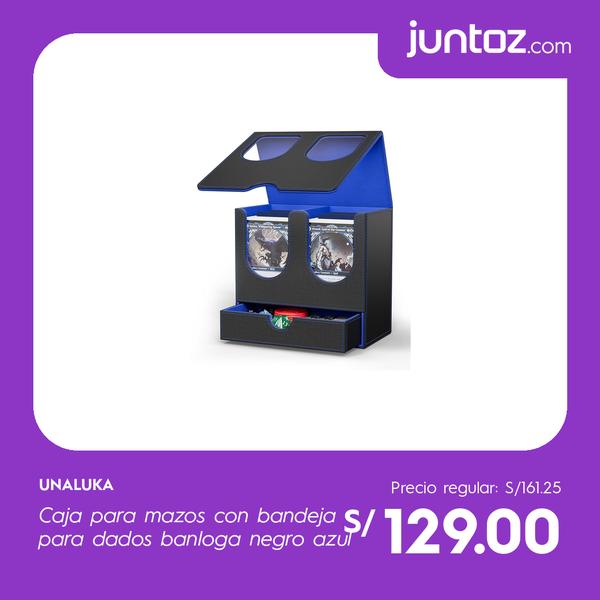 juntoz.com
UNALUKA
Precio regular: S/161.25
Caja para mazos con bandeja
para dados banloga negro azul
S/ 129.00